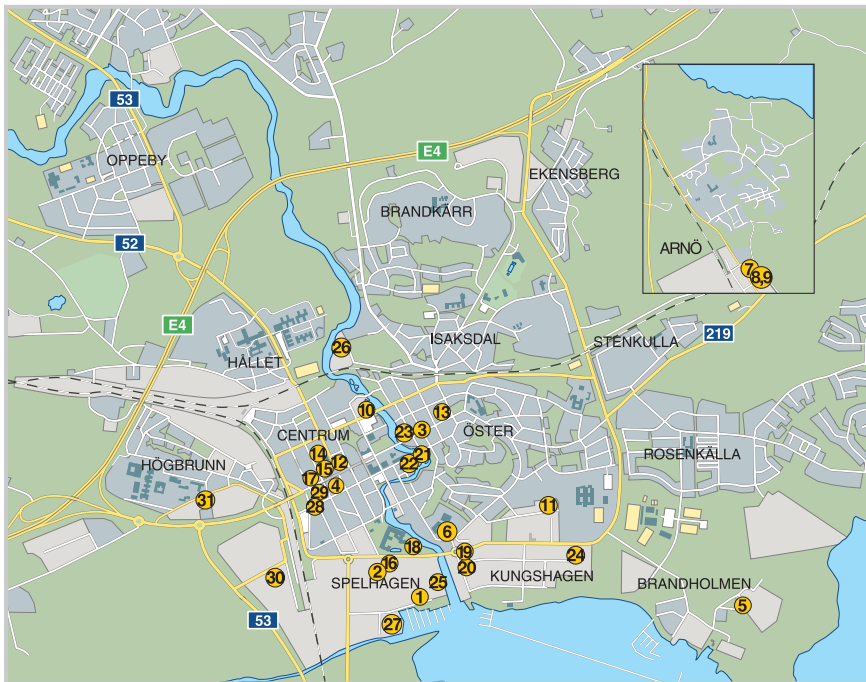 53
OPPEBY
E4
EKENSBERG
BRANDKÄRR
52
ARNÖ
7
8,9
E4
219
26
ISAKSDAL
STENKULLA
HÅLLET
10
13
CENTRUM
23
3
ÖSTER
14
12
21
22
ROSENKÄLLA
HÖGBRUNN
15
17
4
29
31
28
11
6
18
19
24
16
20
2
SPELHAGEN
25
KUNGSHAGEN
30
BRANDHOLMEN
1
5
53
27